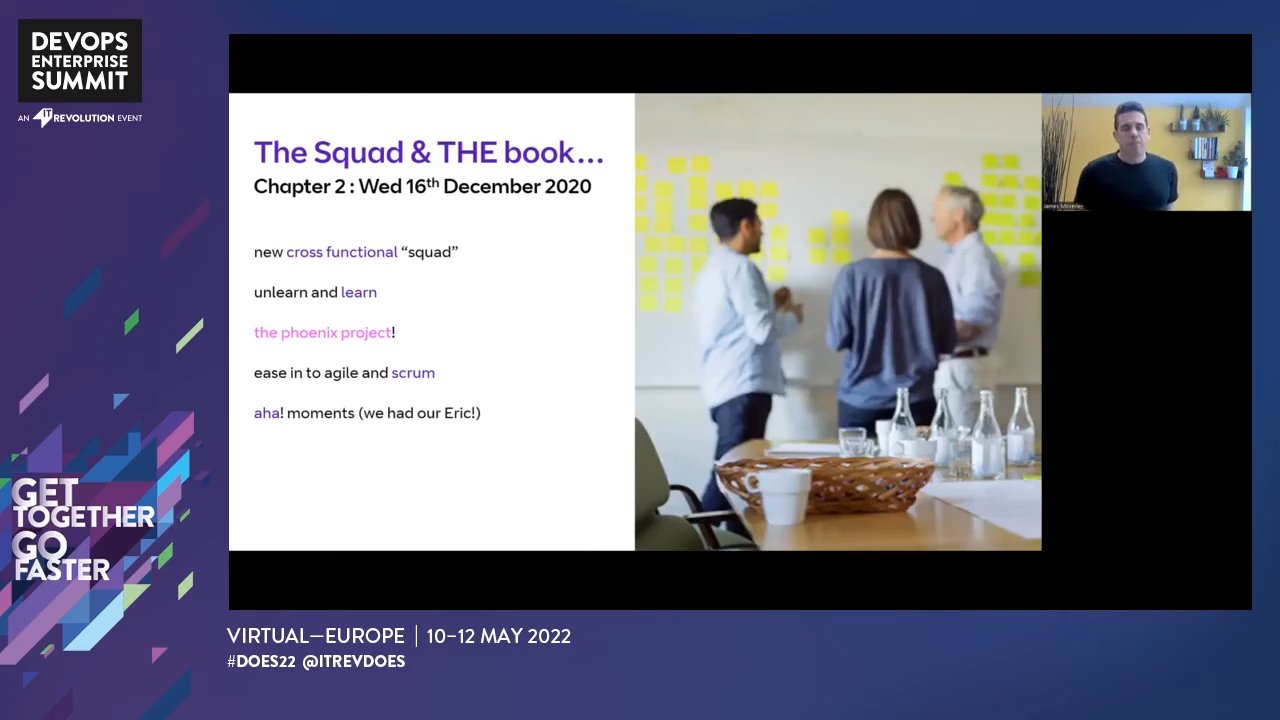 DEVOPS
ENTERPRISE
SUMMIT
AN IT REVOLUTION EVENT
The Squad & THE book...
Chapter 2 : Wed 16th December 2020
new cross functional “squad”
unlearn and learn
the phoenix project!
ease in to agile and scrum
aha! moments (we had our Eric!)
GET
TOGETHER
GO
FASTER
VIRTUAL—EUROPE | 10–12 MAY 2022
#DOES22 @ITREVDOES